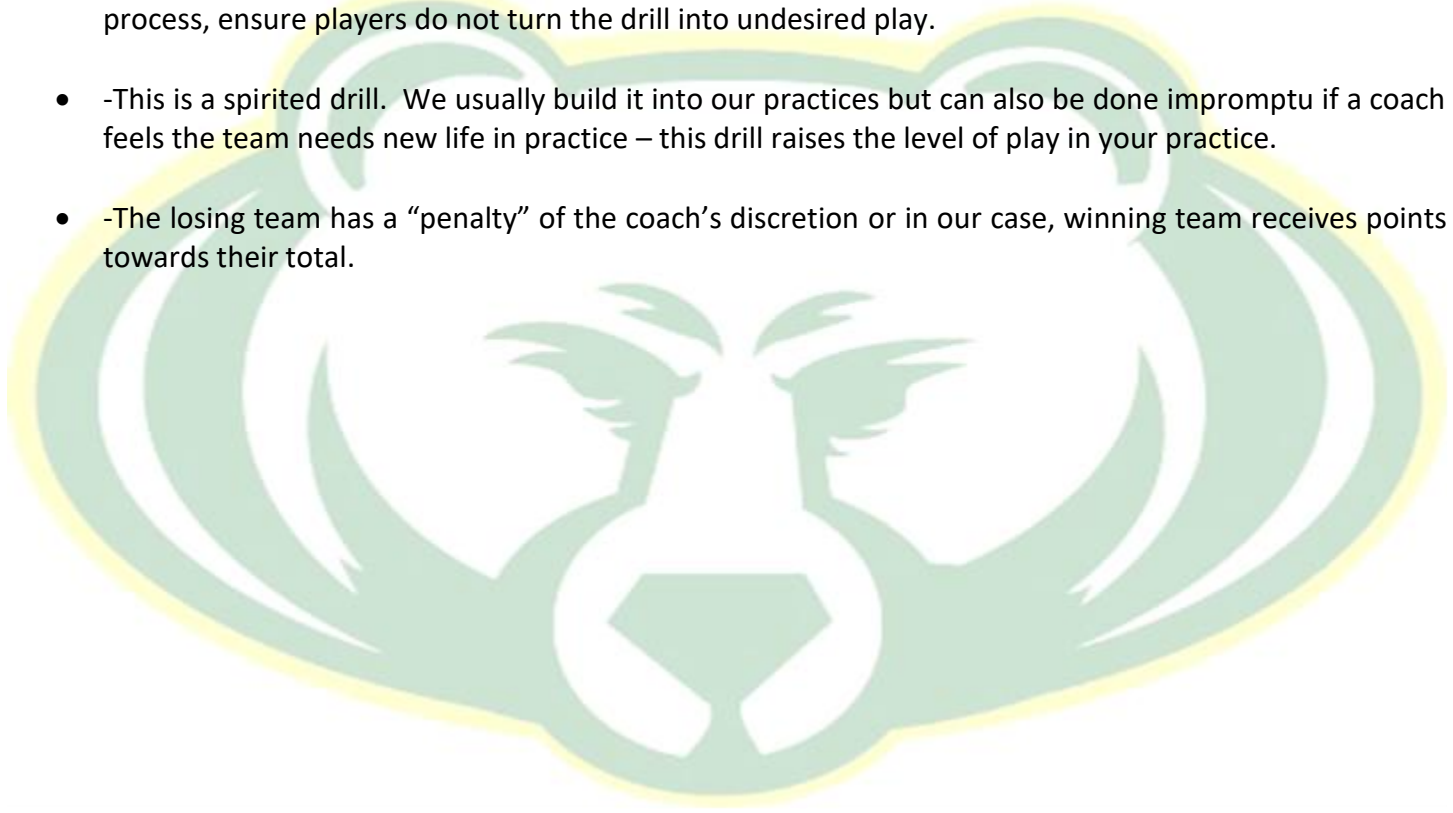 process, ensure players do not turn the drill into undesired play.
• -This is a spirited drill.  We usually build it into our practices but can also be done impromptu if a coach
feels the team needs new life in practice – this drill raises the level of play in your practice.
• -The losing team has a “penalty” of the coach’s discretion or in our case, winning team receives points
towards their total.